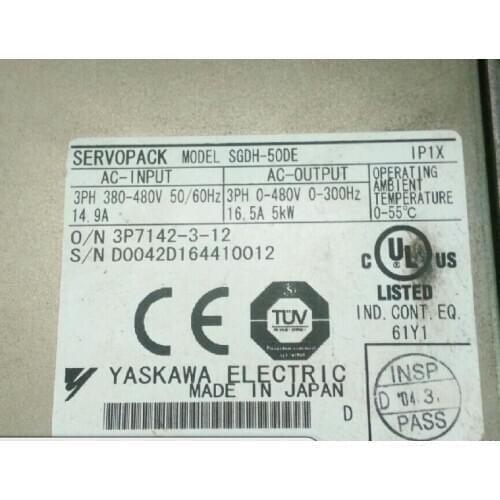 SERVOPACK MODEL SGDH-50DE IP1X
AC-INPUT AC-OUTPUT OPERATING AMBIENT TEMPERATURE 0-55℃
3PH 380-480V 50/60Hz 3PH 0-480V 0-300Hz
14.9A 16.5A 5kW
O/N 3P7142-3-12
S/N D0042D164410012
C UL US
LISTED
IND. CONT. EQ.
61Y1
CE
TÜV
YASKAWA ELECTRIC
MADE IN JAPAN
D
INSP
D '04.3.
PASS